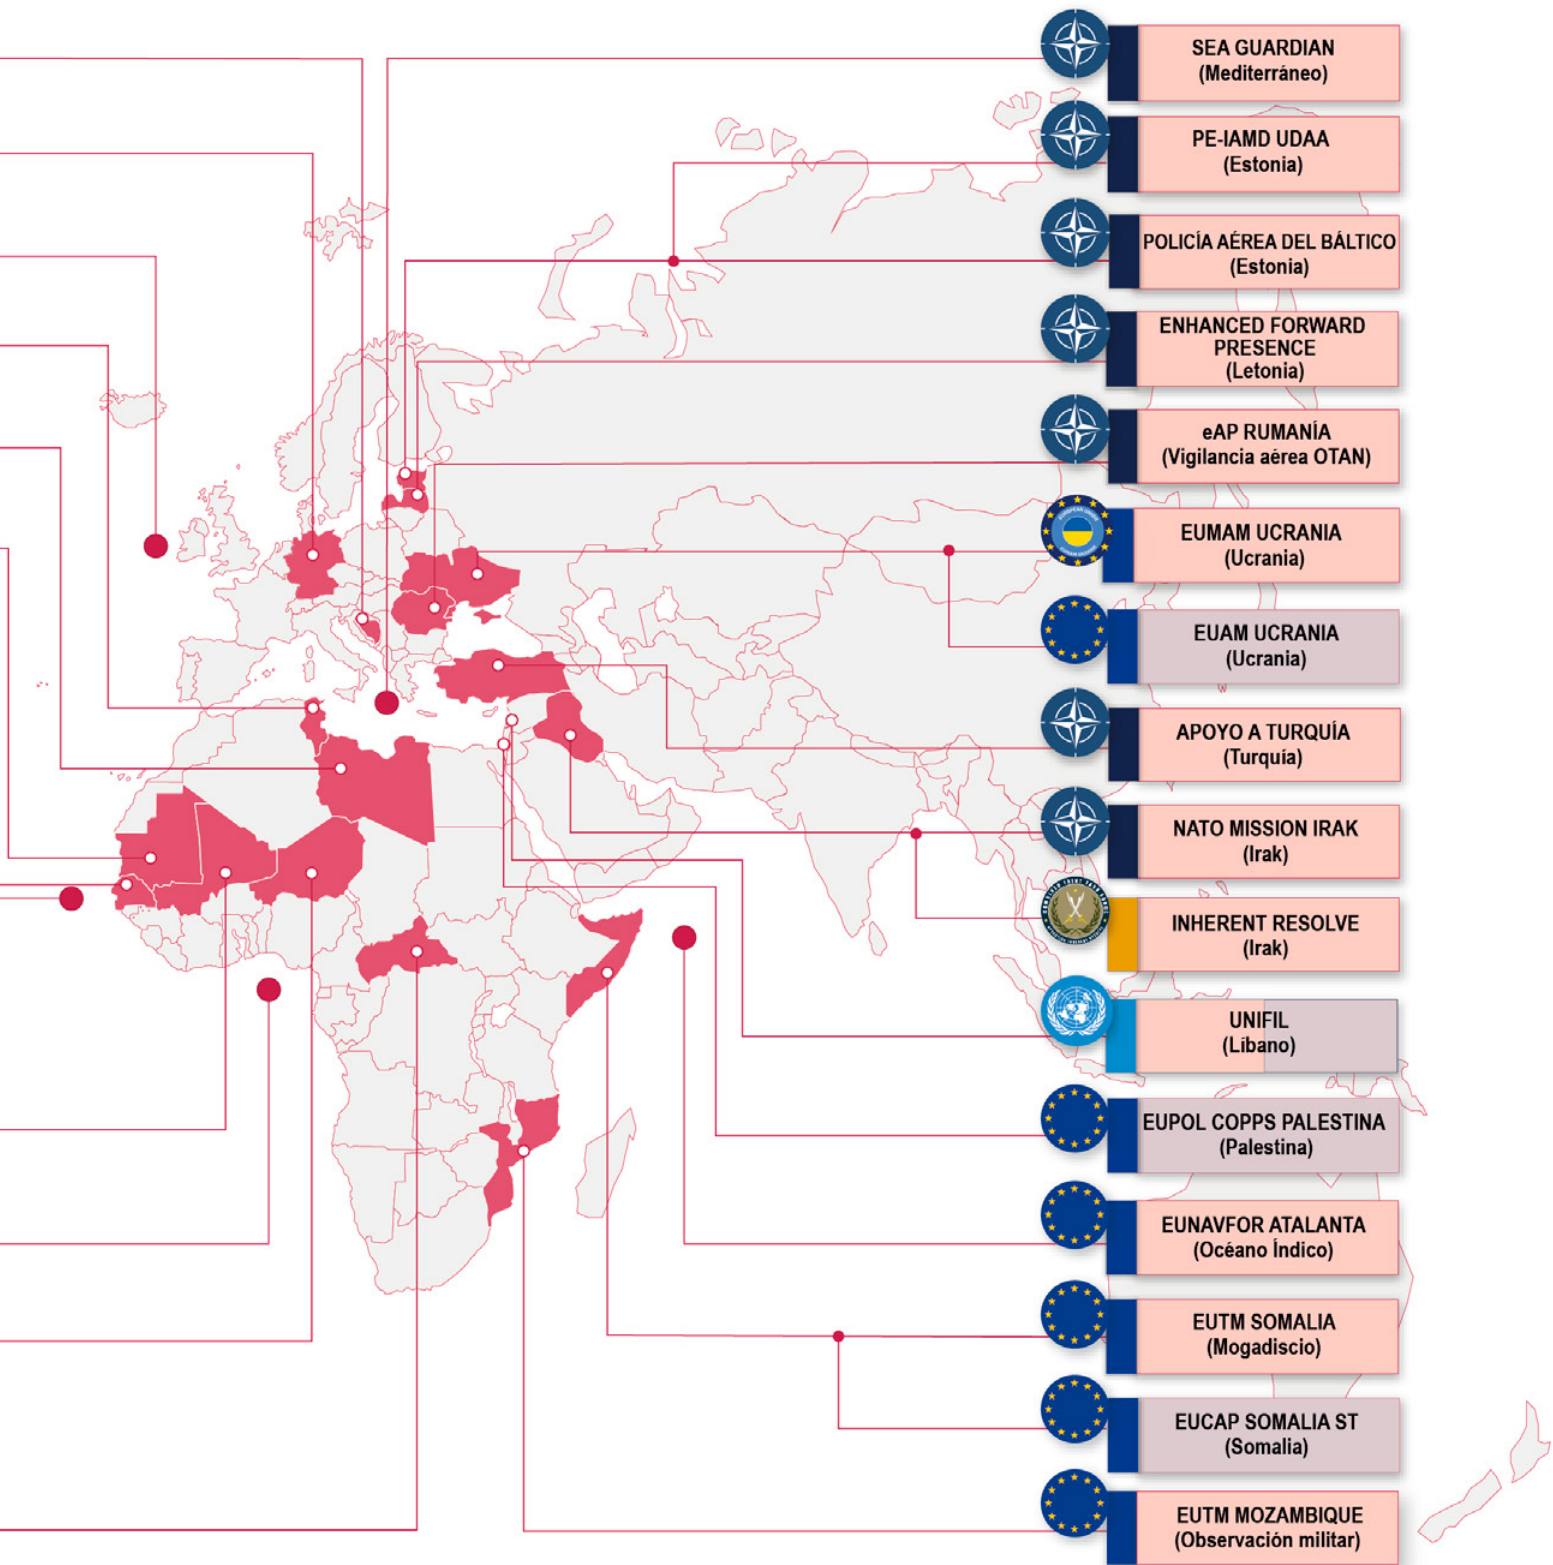 SEA GUARDIAN
(Mediterráneo)
PE-IAMD UDAA
(Estonia)
POLICÍA AÉREA DEL BÁLTICO
(Estonia)
ENHANCED FORWARD
PRESENCE
(Letonia)
eAP RUMANÍA
(Vigilancia aérea OTAN)
EUMAM UCRANIA
(Ucrania)
EUAM UCRANIA
(Ucrania)
APOYO A TURQUÍA
(Turquía)
NATO MISSION IRAK
(Irak)
INHERENT RESOLVE
(Irak)
UNIFIL
(Líbano)
EUPOL COPPS PALESTINA
(Palestina)
EUNAVFOR ATALANTA
(Océano Índico)
EUTM SOMALIA
(Mogadiscio)
EUCAP SOMALIA ST
(Somalia)
EUTM MOZAMBIQUE
(Observación militar)